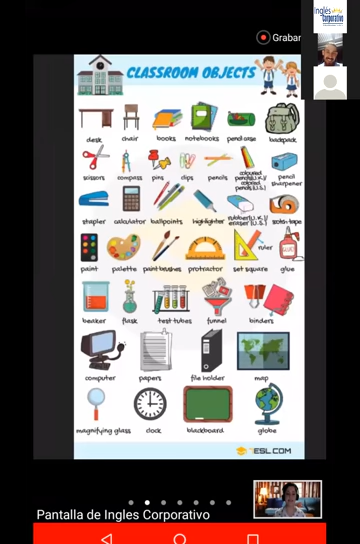 Inglés
Corporativo
Grabar
CLASSROOM OBJECTS
desk chair books notebooks pencil case backpack
scissors compass pins clips pencils coloured pencils(U.K.)/ colored pencils(U.S.) pencil sharpener
stapler calculator ballpoints highlighter rubber(U.K.)/ eraser(U.S.) scotch tape
paint palette paint brushes protractor set square ruler glue
beaker flask test tubes funnel binders
computer papers file holder map
magnifying glass clock blackboard globe
7ESL.COM
Pantalla de Ingles Corporativo